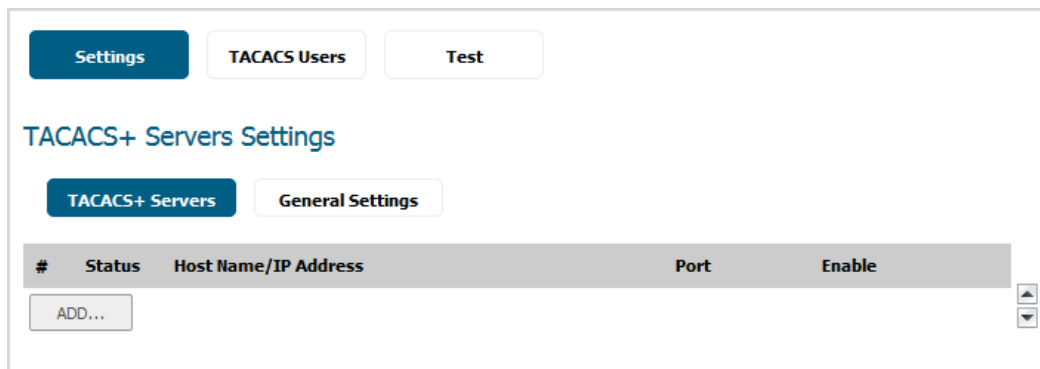 Settings TACACS Users Test
TACACS+ Servers Settings
TACACS+ Servers General Settings
# Status Host Name/IP Address Port Enable
ADD...